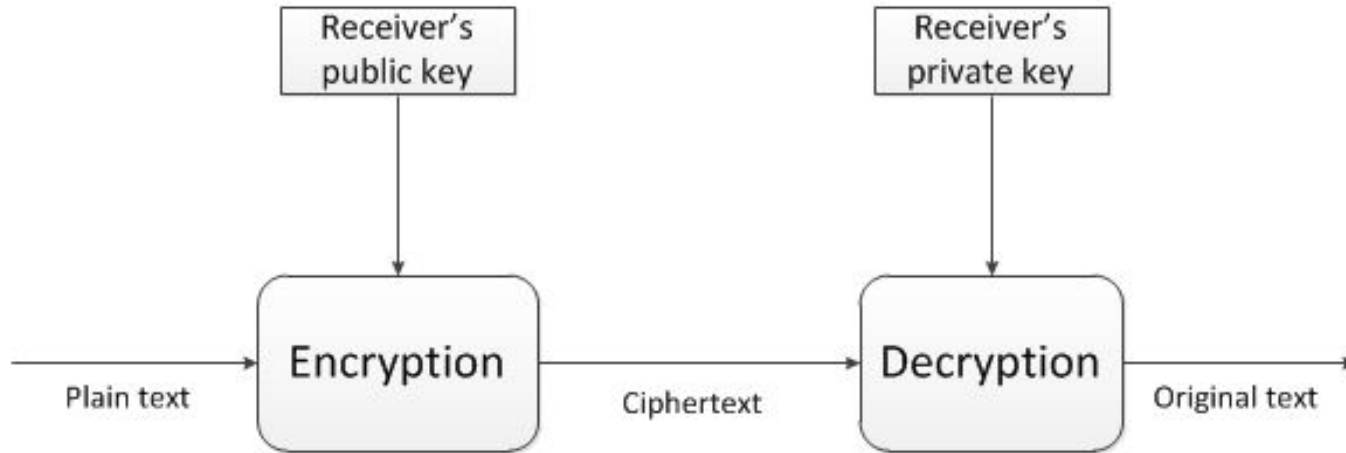 Receiver's
public key
Receiver's
private key
Encryption
Decryption
Plain text
Ciphertext
Original text